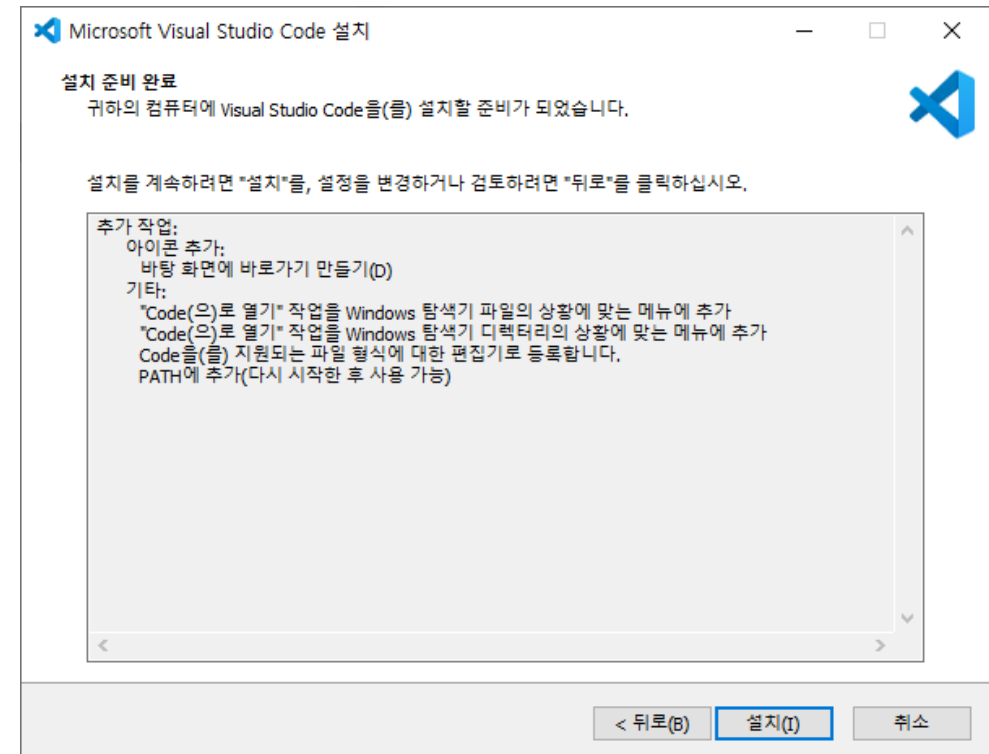 Microsoft Visual Studio Code 설치
설치 준비 완료
귀하의 컴퓨터에 Visual Studio Code을(를) 설치할 준비가 되었습니다.
설치를 계속하려면 "설치"를, 설정을 변경하거나 검토하려면 "뒤로"를 클릭하십시오.
추가 작업:
아이콘 추가:
바탕 화면에 바로가기 만들기(D)
기타:
"Code(으)로 열기" 작업을 Windows 탐색기 파일의 상황에 맞는 메뉴에 추가
"Code(으)로 열기" 작업을 Windows 탐색기 디렉터리의 상황에 맞는 메뉴에 추가
Code을(를) 지원되는 파일 형식에 대한 편집기로 등록합니다.
PATH에 추가(다시 시작한 후 사용 가능)
< 뒤로(B) 설치(I) 취소